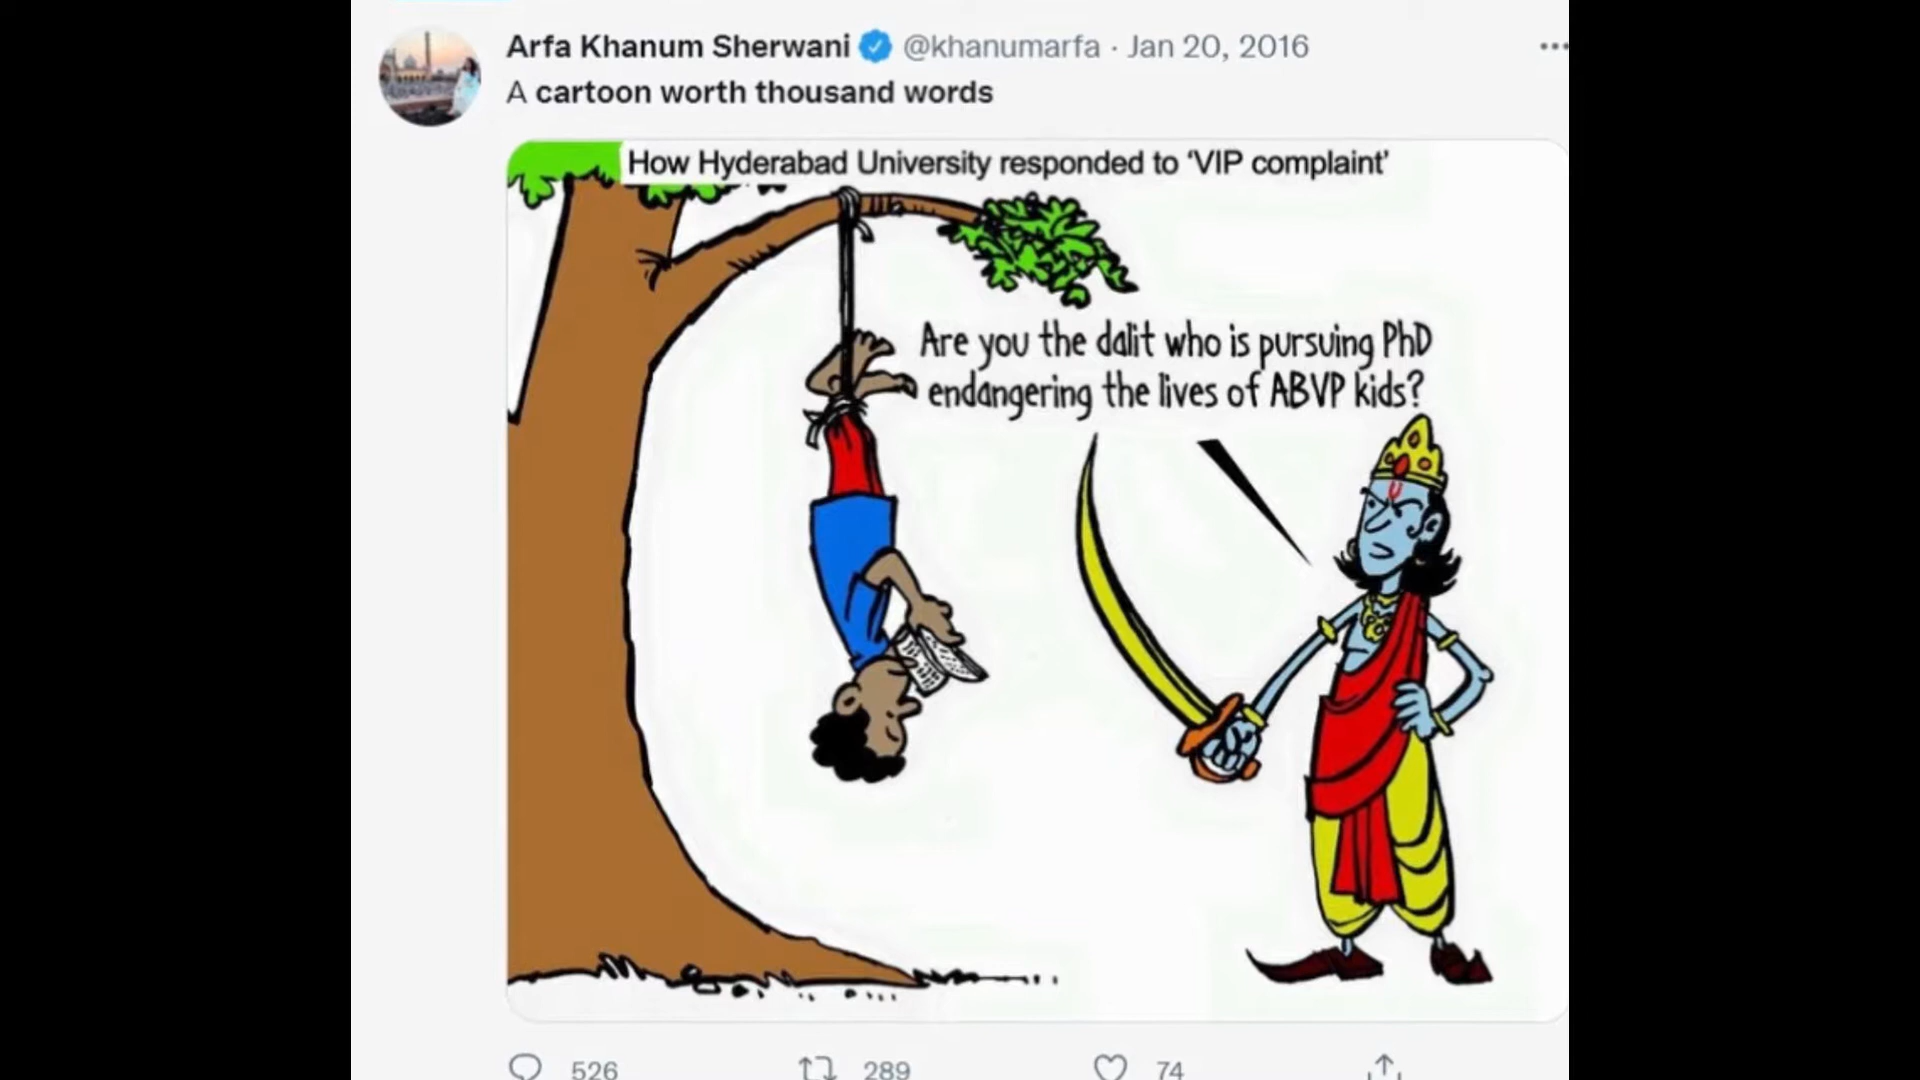 Arfa Khanum Sherwani @khanumarfa · Jan 20, 2016
A cartoon worth thousand words
How Hyderabad University responded to ‘VIP complaint’
Are you the dalit who is pursuing PhD
endangering the lives of ABVP kids?
526 289 74